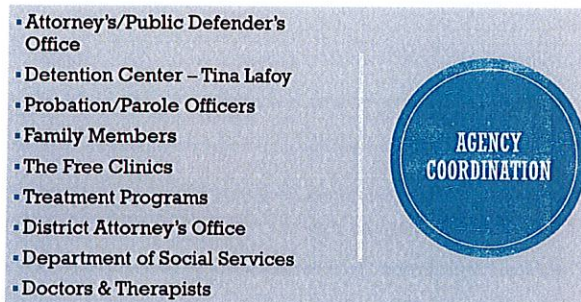 ▪Attorney's/Public Defender's
Office
▪Detention Center – Tina Lafoy
▪Probation/Parole Officers
▪Family Members
▪The Free Clinics
▪Treatment Programs
▪District Attorney's Office
▪Department of Social Services
▪Doctors & Therapists
AGENCY
COORDINATION